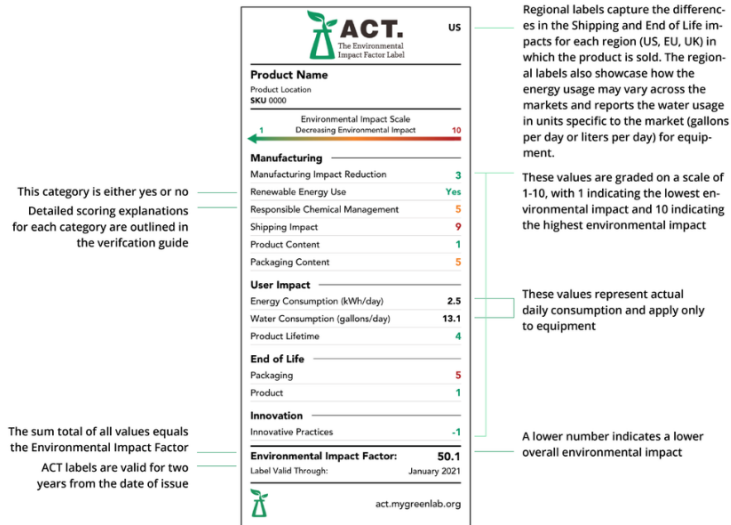 ACT.
The Environmental
Impact Factor Label
US
Product Name
Product Location
SKU 0000
Environmental Impact Scale
1 Decreasing Environmental Impact 10
Manufacturing
Manufacturing Impact Reduction 3
Renewable Energy Use Yes
Responsible Chemical Management 5
Shipping Impact 9
Product Content 1
Packaging Content 5
User Impact
Energy Consumption (kWh/day) 2.5
Water Consumption (gallons/day) 13.1
Product Lifetime 4
End of Life
Packaging 5
Product 1
Innovation
Innovative Practices -1
Environmental Impact Factor: 50.1
Label Valid Through: January 2021
act.mygreenlab.org
This category is either yes or no
Detailed scoring explanations
for each category are outlined in
the verifcation guide
The sum total of all values equals
the Environmental Impact Factor
ACT labels are valid for two
years from the date of issue
Regional labels capture the differenc-
es in the Shipping and End of Life im-
pacts for each region (US, EU, UK) in
which the product is sold. The region-
al labels also showcase how the
energy usage may vary across the
markets and reports the water usage
in units specific to the market (gallons
per day or liters per day) for equip-
ment.
These values are graded on a scale of
1-10, with 1 indicating the lowest en-
vironmental impact and 10 indicating
the highest environmental impact
These values represent actual
daily consumption and apply only
to equipment
A lower number indicates a lower
overall environmental impact